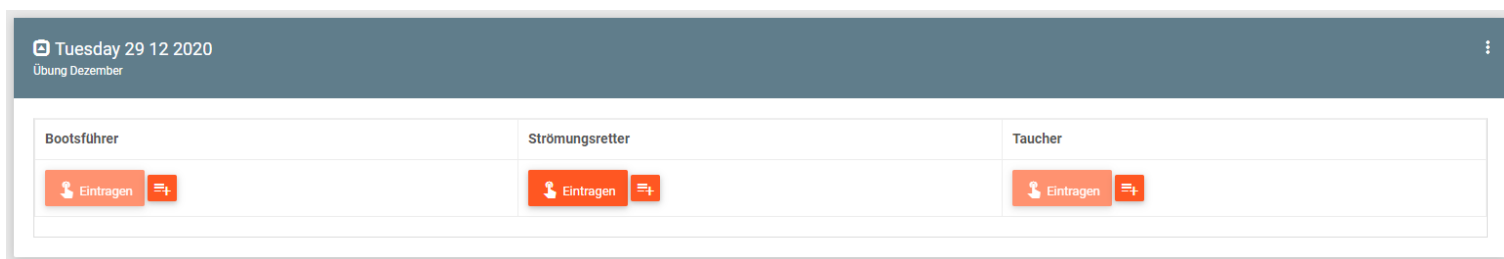 Tuesday 29 12 2020
Übung Dezember
Bootsführer Strömungsretter Taucher
Eintragen Eintragen Eintragen